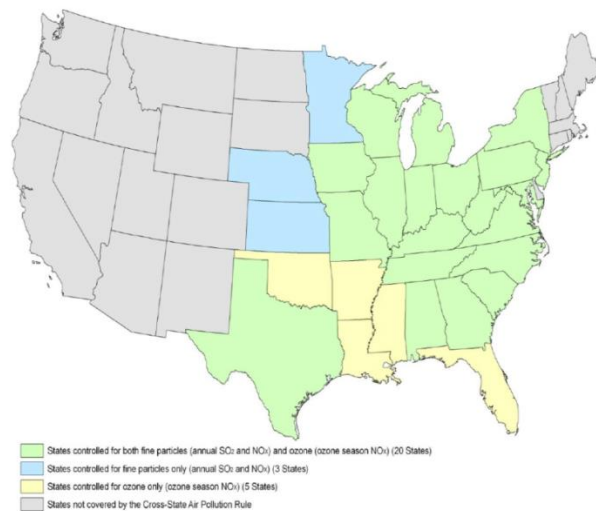 States controlled for both fine particles (annual SO₂ and NOx) and ozone (ozone season NOx) (20 States)
States controlled for fine particles only (annual SO₂ and NOx) (3 States)
States controlled for ozone only (ozone season NOx) (5 States)
States not covered by the Cross-State Air Pollution Rule